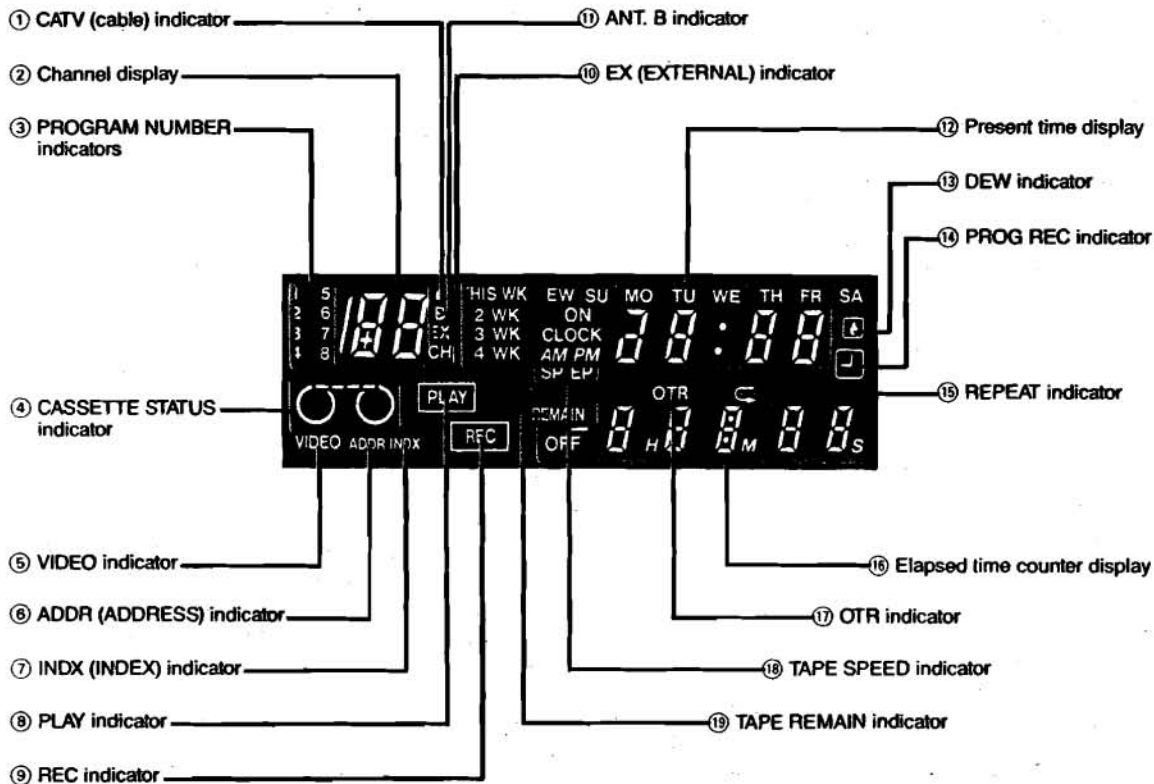 ① CATV (cable) indicator
② Channel display
③ PROGRAM NUMBER
indicators
④ CASSETTE STATUS
indicator
⑤ VIDEO indicator
⑥ ADDR (ADDRESS) indicator
⑦ INDX (INDEX) indicator
⑧ PLAY indicator
⑨ REC indicator
⑪ ANT. B indicator
⑩ EX (EXTERNAL) indicator
⑫ Present time display
⑬ DEW indicator
⑭ PROG REC indicator
⑮ REPEAT indicator
⑯ Elapsed time counter display
⑰ OTR indicator
⑱ TAPE SPEED indicator
⑲ TAPE REMAIN indicator
5 THIS WK EW SU MO TU WE TH FR SA
2 6 2 WK ON
3 7 EX 3 WK CLOCK
4 8 CH 4 WK AM PM
SP EP
188 28:88
PLAY OTR
REMAIN
VIDEO ADDR INDX REC OFF 8 H 8 8 M 8 8 S